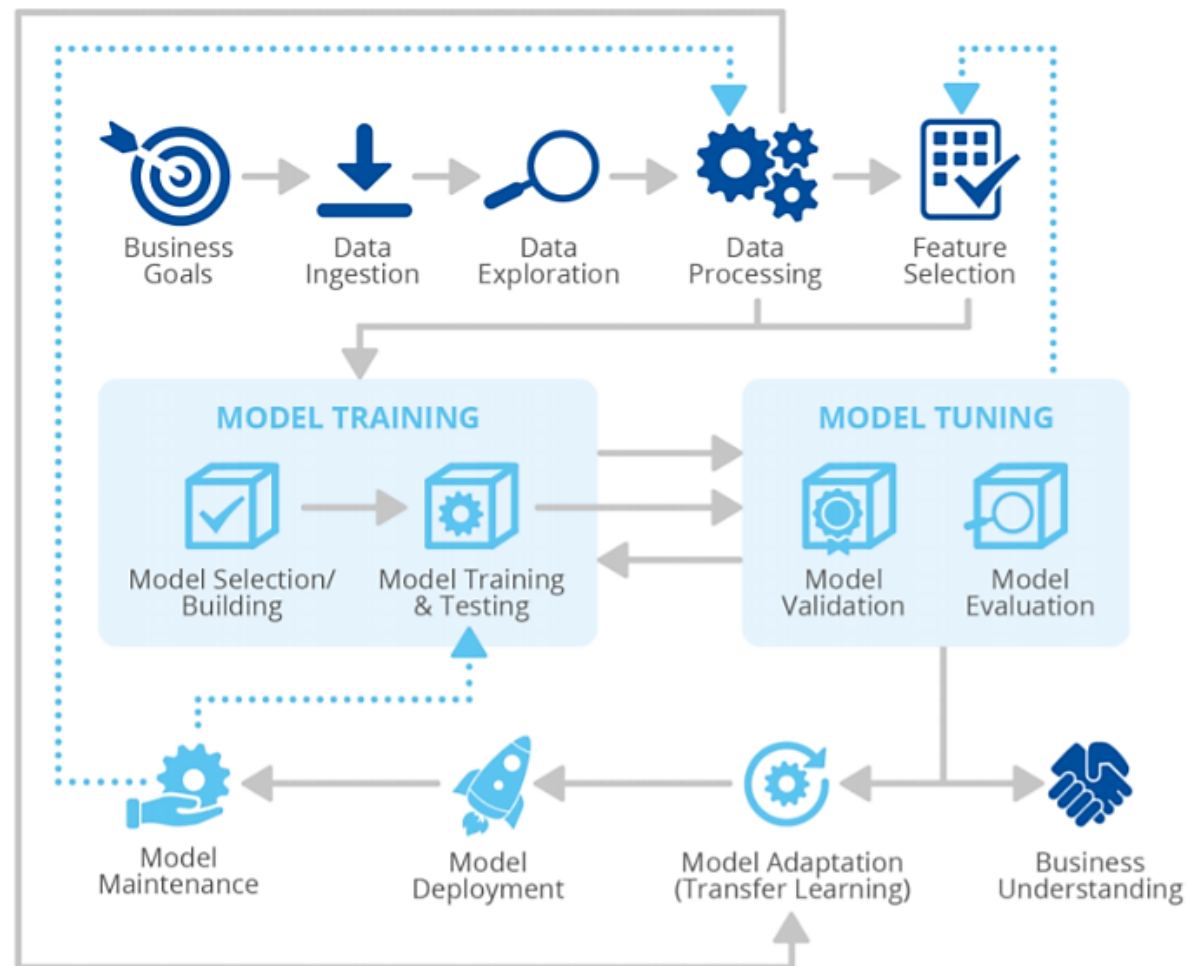 Business
Goals
Data
Ingestion
Data
Exploration
Data
Processing
Feature
Selection
MODEL TRAINING
Model Selection/
Building
Model Training
& Testing
MODEL TUNING
Model
Validation
Model
Evaluation
Model
Maintenance
Model
Deployment
Model Adaptation
(Transfer Learning)
Business
Understanding